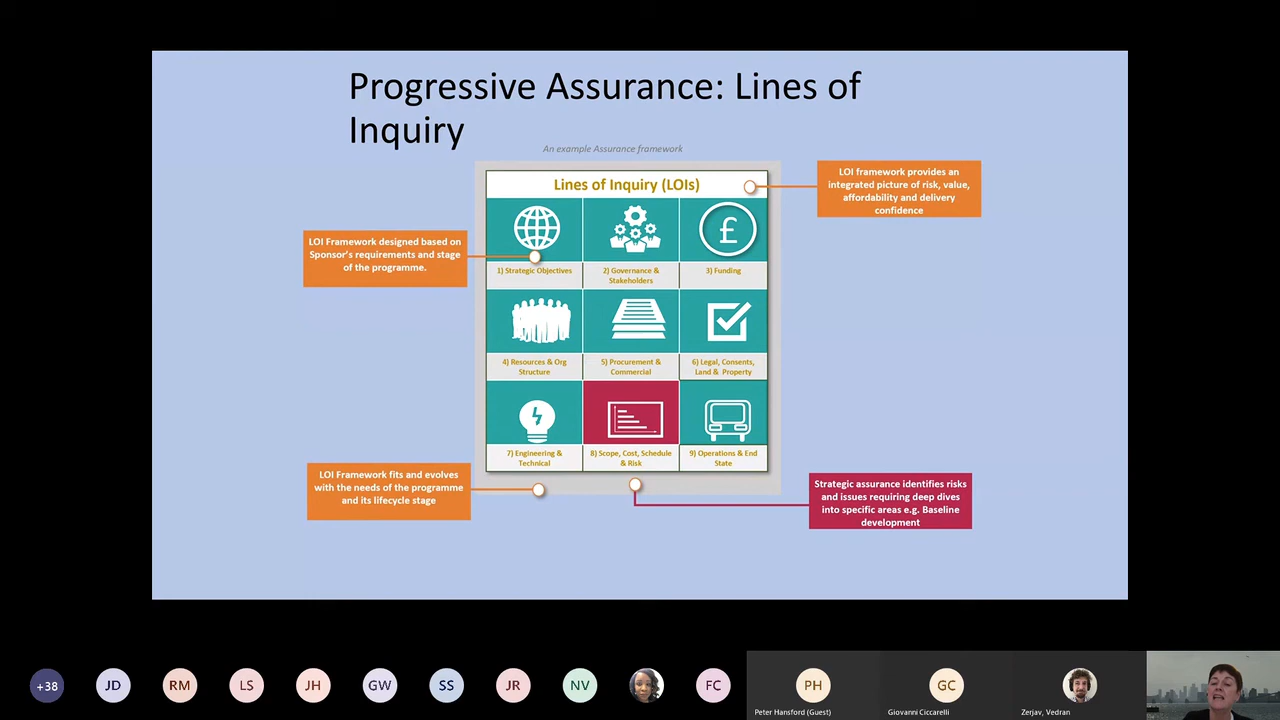 Progressive Assurance: Lines of
Inquiry
An example Assurance framework
Lines of Inquiry (LOIs)
LOI framework provides an
integrated picture of risk, value,
affordability and delivery
confidence
LOI Framework designed based on
Sponsor's requirements and stage
of the programme.
£
1) Strategic Objectives
2) Governance &
Stakeholders
3) Funding
4) Resources & Org
Structure
5) Procurement &
Commercial
6) Legal, Consents,
Land & Property
7) Engineering &
Technical
8) Scope, Cost, Schedule
& Risk
9) Operations & End
State
LOI Framework fits and evolves
with the needs of the programme
and its lifecycle stage
Strategic assurance identifies risks
and issues requiring deep dives
into specific areas e.g. Baseline
development
+38
JD
RM
LS
JH
GW
SS
JR
NV
FC
PH
Peter Hansford (Guest)
GC
Giovanni Ciccarelli
Zerjav, Vedran